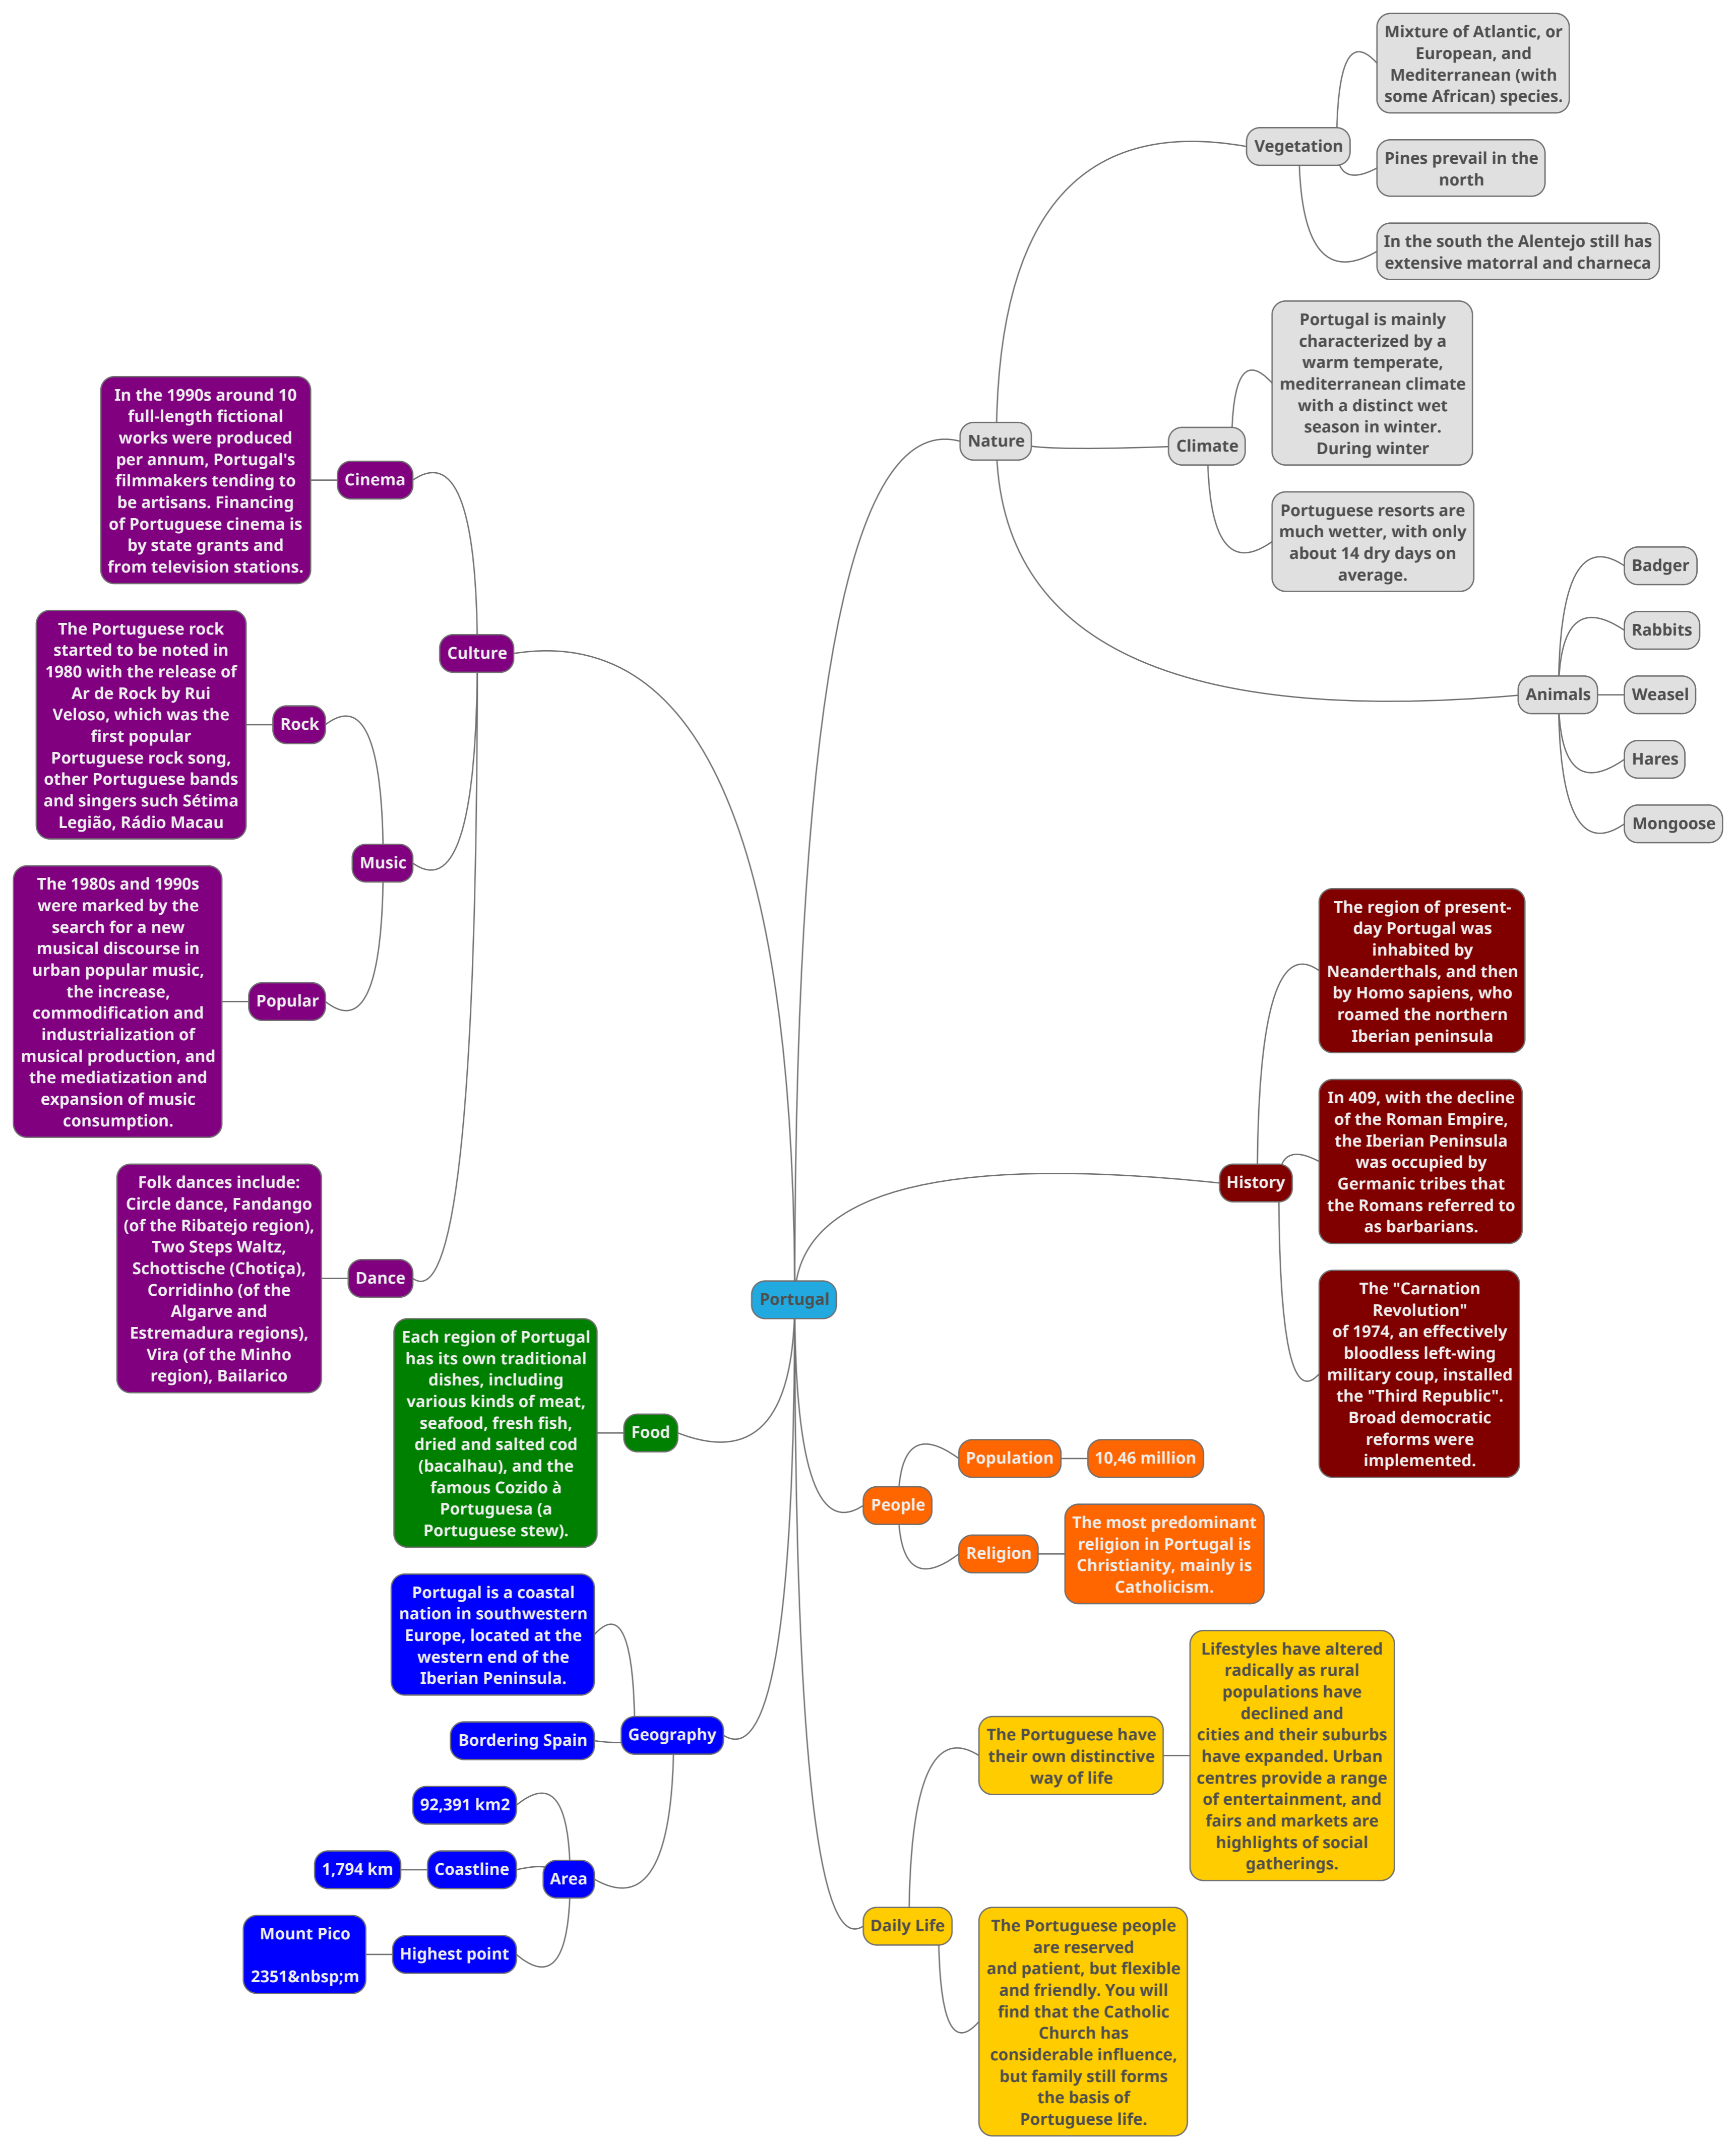 Portugal
Nature
Vegetation
Mixture of Atlantic, or
European, and
Mediterranean (with
some African) species.
Pines prevail in the
north
In the south the Alentejo still has
extensive matorral and charneca
Climate
Portugal is mainly
characterized by a
warm temperate,
mediterranean climate
with a distinct wet
season in winter.
During winter
Portuguese resorts are
much wetter, with only
about 14 dry days on
average.
Animals
Badger
Rabbits
Weasel
Hares
Mongoose
History
The region of present-
day Portugal was
inhabited by
Neanderthals, and then
by Homo sapiens, who
roamed the northern
Iberian peninsula
In 409, with the decline
of the Roman Empire,
the Iberian Peninsula
was occupied by
Germanic tribes that
the Romans referred to
as barbarians.
The "Carnation
Revolution"
of 1974, an effectively
bloodless left-wing
military coup, installed
the "Third Republic".
Broad democratic
reforms were
implemented.
People
Population
10,46 million
Religion
The most predominant
religion in Portugal is
Christianity, mainly is
Catholicism.
Daily Life
The Portuguese have
their own distinctive
way of life
Lifestyles have altered
radically as rural
populations have
declined and
cities and their suburbs
have expanded. Urban
centres provide a range
of entertainment, and
fairs and markets are
highlights of social
gatherings.
The Portuguese people
are reserved
and patient, but flexible
and friendly. You will
find that the Catholic
Church has
considerable influence,
but family still forms
the basis of
Portuguese life.
Culture
Cinema
In the 1990s around 10
full-length fictional
works were produced
per annum, Portugal's
filmmakers tending to
be artisans. Financing
of Portuguese cinema is
by state grants and
from television stations.
Music
Rock
The Portuguese rock
started to be noted in
1980 with the release of
Ar de Rock by Rui
Veloso, which was the
first popular
Portuguese rock song,
other Portuguese bands
and singers such Sétima
Legião, Rádio Macau
Popular
The 1980s and 1990s
were marked by the
search for a new
musical discourse in
urban popular music,
the increase,
commodification and
industrialization of
musical production, and
the mediatization and
expansion of music
consumption.
Dance
Folk dances include:
Circle dance, Fandango
(of the Ribatejo region),
Two Steps Waltz,
Schottische (Chotiça),
Corridinho (of the
Algarve and
Estremadura regions),
Vira (of the Minho
region), Bailarico
Food
Each region of Portugal
has its own traditional
dishes, including
various kinds of meat,
seafood, fresh fish,
dried and salted cod
(bacalhau), and the
famous Cozido à
Portuguesa (a
Portuguese stew).
Geography
Portugal is a coastal
nation in southwestern
Europe, located at the
western end of the
Iberian Peninsula.
Bordering Spain
Area
92,391 km2
Coastline
1,794 km
Highest point
Mount Pico
2351&nbsp;m